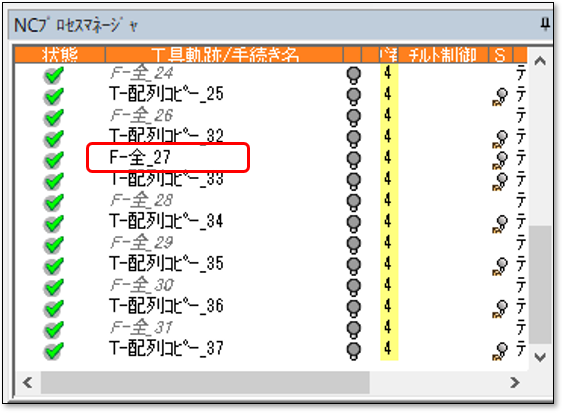 NCﾌﾟﾛｾｽﾏﾈｰｼﾞｬ
状態 工具軌跡/手続き名 ﾁﾙﾄ制御 S
F-全_24 4 テ
T-配列ｺﾋﾟｰ_25 4 テ
F-全_26 4 テ
T-配列ｺﾋﾟｰ_32 4 テ
F-全_27 4 テ
T-配列ｺﾋﾟｰ_33 4 テ
F-全_28 4 テ
T-配列ｺﾋﾟｰ_34 4 テ
F-全_29 4 テ
T-配列ｺﾋﾟｰ_35 4 テ
F-全_30 4 テ
T-配列ｺﾋﾟｰ_36 4 テ
F-全_31 4 テ
T-配列ｺﾋﾟｰ_37 4 テ